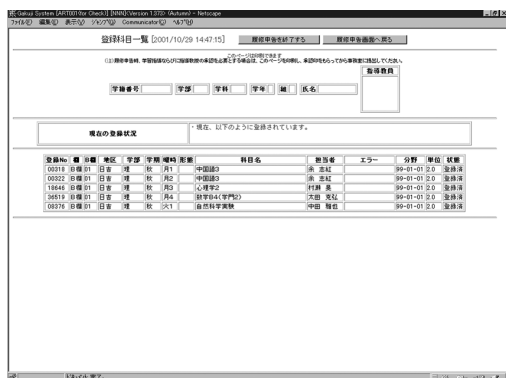 Gakuji System [ART001(for Check)] [NNN](Version 1.370) (Autumn) - Netscape
ファイル(F) 編集(E) 表示(V) ジャンプ(G) Communicator(C) ヘルプ(H)
登録科目一覧 [2001/10/29 14:47:15] 履修申告を終了する 履修申告画面へ戻る
このページは印刷できます
(注) 履修申告時、学習指導ならびに指導教授の承認を必要とする場合は、このページを印刷し、承認印をもらってから事務室に提出してください。
指導教員
学籍番号 学部 学科 学年 組 氏名
現在の登録状況 ・現在、以下のように登録されています。
登録No 欄 B欄 地区 学部 学期 曜時 形態 科目名 担当者 エラー 分野 単位 状態
00318 B欄 01 日吉 理 秋 月1 中国語3 余 志紅 99-01-01 2.0 登録済
00322 B欄 01 日吉 理 秋 月2 中国語3 余 志紅 99-01-01 2.0 登録済
18646 B欄 01 日吉 理 秋 月3 心理学2 村瀬 旻 99-01-01 2.0 登録済
36519 B欄 01 日吉 理 秋 月4 数学B4(学門2) 太田 克弘 99-01-01 2.0 登録済
08376 B欄 01 日吉 理 秋 火1 自然科学実験 中田 雅也 99-01-01 2.0 登録済
ドキュメント: 完了